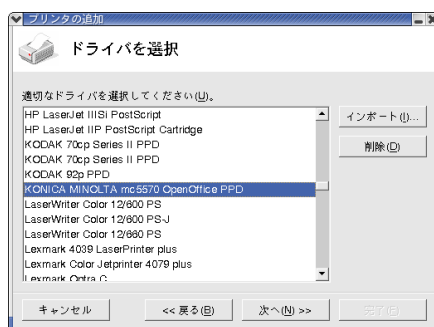 プリンタの追加
ドライバを選択
適切なドライバを選択してください(U)。
HP LaserJet IIISi PostScript
HP LaserJet IIP PostScript Cartridge
KODAK 70cp Series II PPD
KODAK 70cp Series II PPD
KODAK 92p PPD
KONICA MINOLTA mc5570 OpenOffice PPD
LaserWriter Color 12/600 PS
LaserWriter Color 12/600 PS-J
LaserWriter Color 12/660 PS
Lexmark 4039 LaserPrinter plus
Lexmark Color Jetprinter 4079 plus
Lexmark Optra C
インポート(I)...
削除(D)
キャンセル
<< 戻る(B)
次へ(N) >>
完了(F)